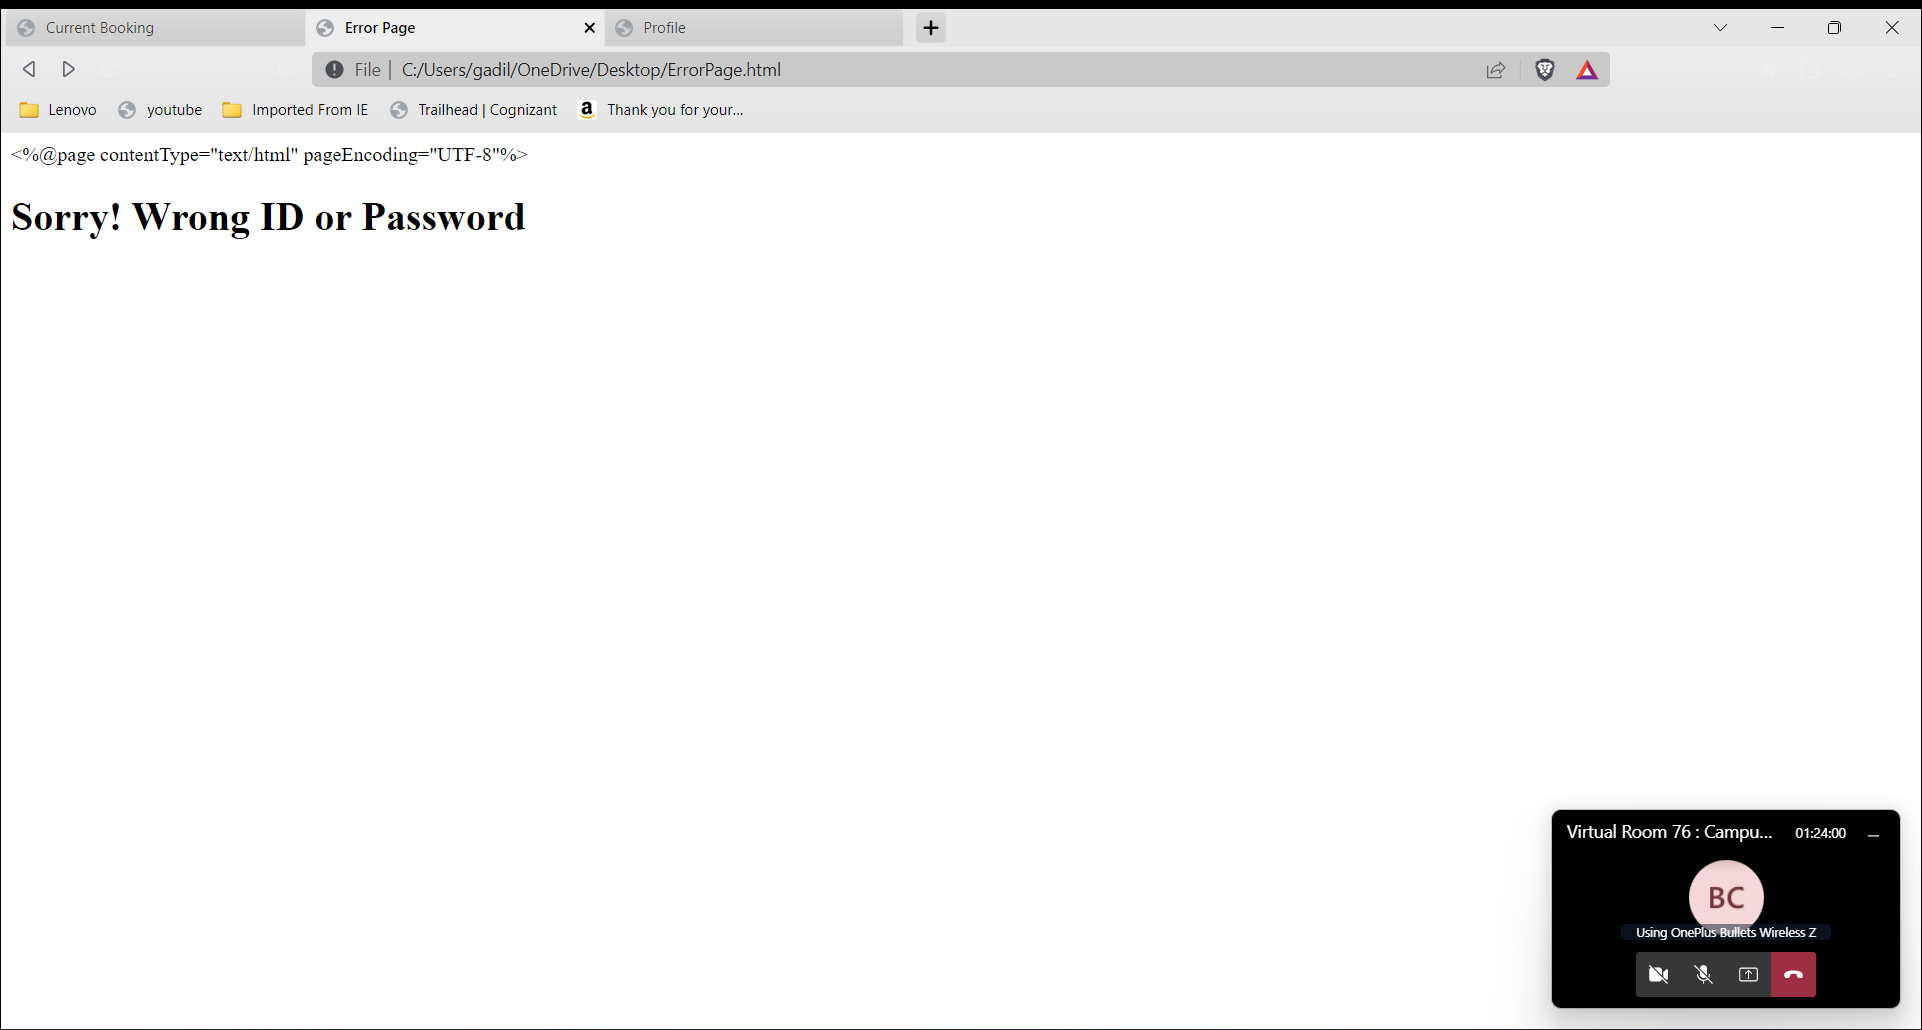 Current Booking
Error Page
Profile
File
C:/Users/gadil/OneDrive/Desktop/ErrorPage.html
Lenovo
youtube
Imported From IE
Trailhead | Cognizant
a
Thank you for your...
<%@page contentType="text/html" pageEncoding="UTF-8"%>
Sorry! Wrong ID or Password
Virtual Room 76 : Campu...
01:24:00
BC
Using OnePlus Bullets Wireless Z